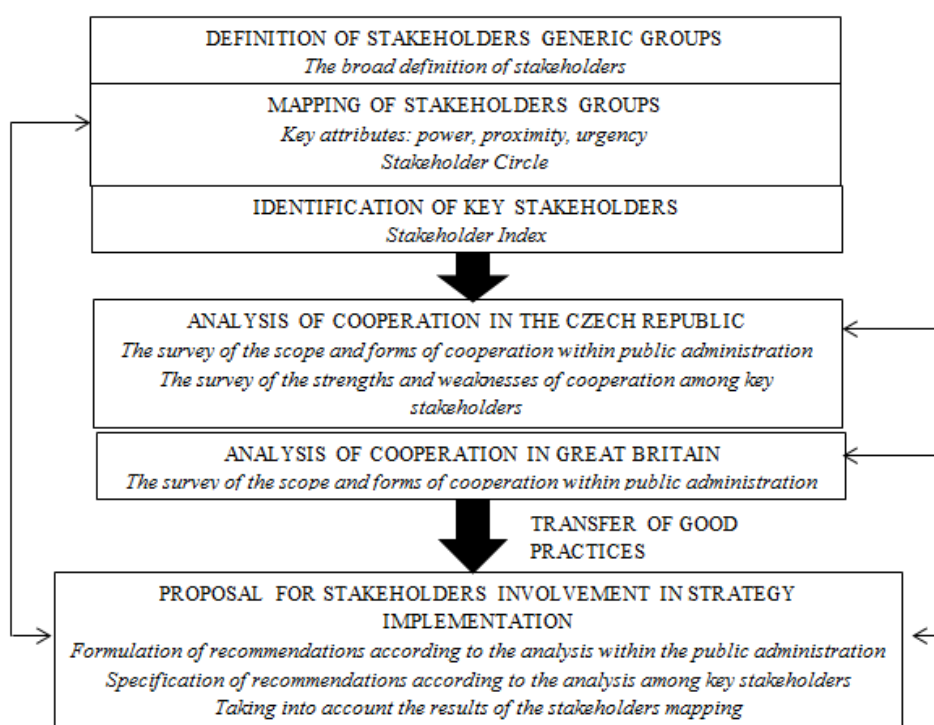 DEFINITION OF STAKEHOLDERS GENERIC GROUPS
The broad definition of stakeholders
MAPPING OF STAKEHOLDERS GROUPS
Key attributes: power, proximity, urgency
Stakeholder Circle
IDENTIFICATION OF KEY STAKEHOLDERS
Stakeholder Index
ANALYSIS OF COOPERATION IN THE CZECH REPUBLIC
The survey of the scope and forms of cooperation within public administration
The survey of the strengths and weaknesses of cooperation among key
stakeholders
ANALYSIS OF COOPERATION IN GREAT BRITAIN
The survey of the scope and forms of cooperation within public administration
TRANSFER OF GOOD
PRACTICES
PROPOSAL FOR STAKEHOLDERS INVOLVEMENT IN STRATEGY
IMPLEMENTATION
Formulation of recommendations according to the analysis within the public administration
Specification of recommendations according to the analysis among key stakeholders
Taking into account the results of the stakeholders mapping